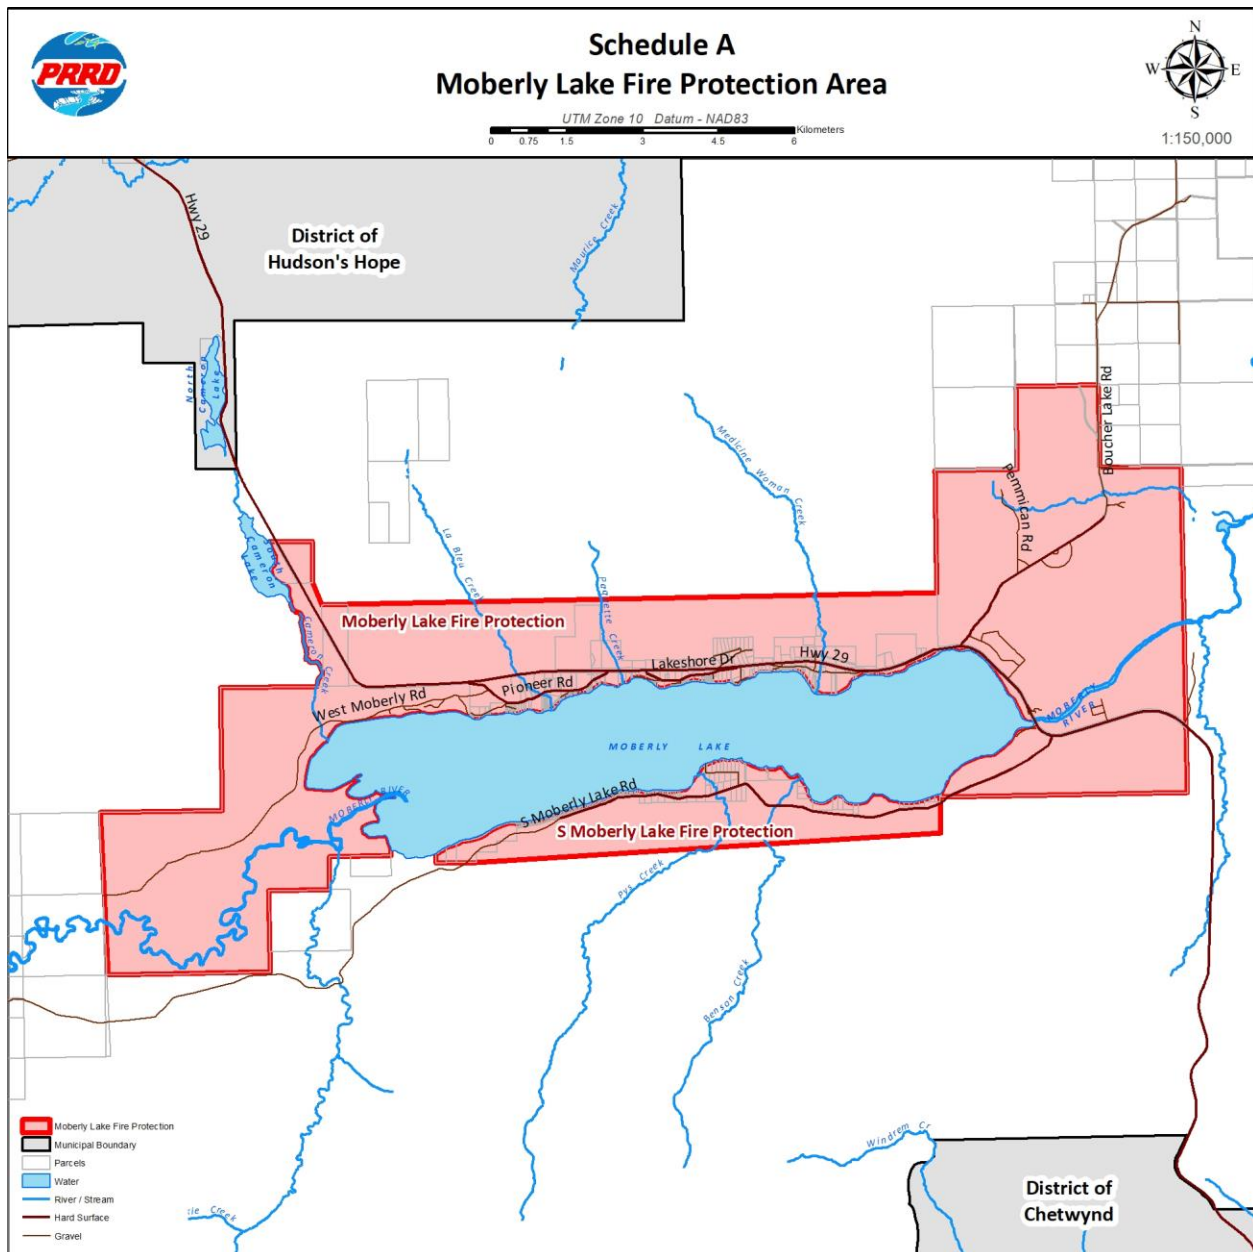 PRRD
Schedule A
Moberly Lake Fire Protection Area
UTM Zone 10 Datum - NAD83
Kilometers
0 0.75 1.5 3 4.5 6
N
W E
S
1:150,000
Hwy 29
District of
Hudson's Hope
Maurice Creek
North
Cameron
Lake
Boucher Lake Rd
Medicine Woman Creek
Pemmican Rd
La Bleu Creek
South
Cameron
Lake
Paquette Creek
Cameron Creek
Moberly Lake Fire Protection
Lakeshore Dr
Hwy 29
Pioneer Rd
West Moberly Rd
MOBERLY
RIVER
MOBERLY LAKE
MOBERLY RIVER
S Moberly Lake Rd
S Moberly Lake Fire Protection
Pys Creek
Benson Creek
Windrem Cr
District of
Chetwynd
Moberly Lake Fire Protection
Municipal Boundary
Parcels
Water
River / Stream
Hard Surface
Gravel
Creek